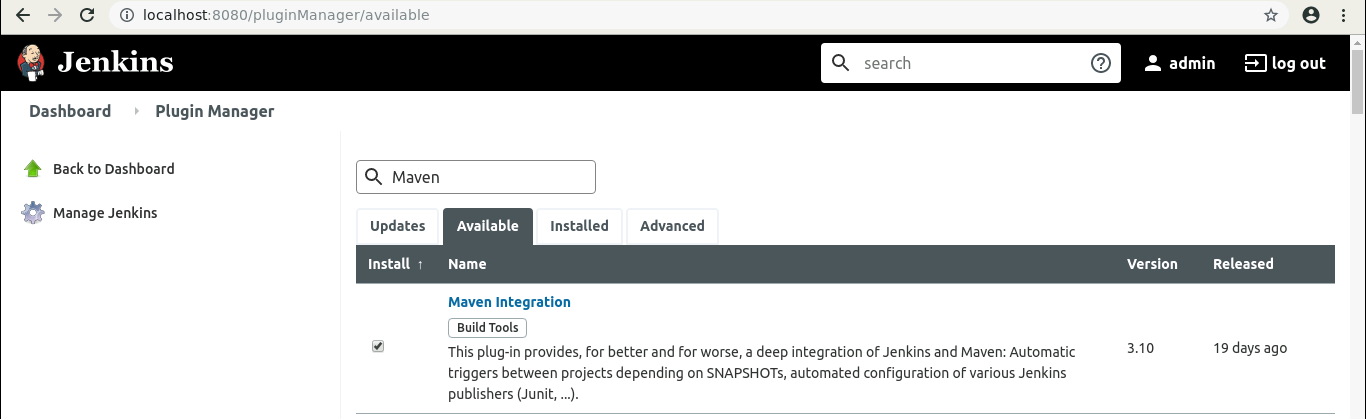 localhost:8080/pluginManager/available
Jenkins
search
admin
log out
Dashboard
Plugin Manager
Back to Dashboard
Manage Jenkins
Maven
Updates
Available
Installed
Advanced
Install ↑
Name
Version
Released
Maven Integration
Build Tools
This plug-in provides, for better and for worse, a deep integration of Jenkins and Maven: Automatic
triggers between projects depending on SNAPSHOTs, automated configuration of various Jenkins
publishers (Junit, ...).
3.10
19 days ago